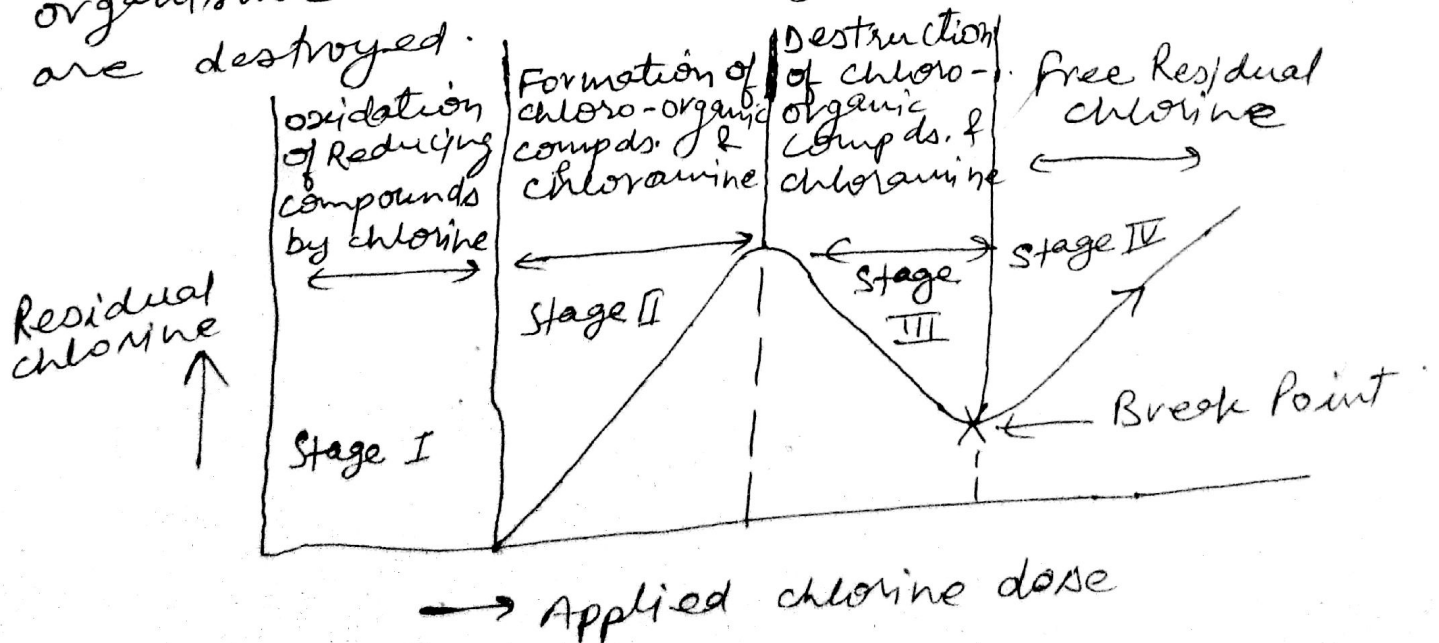 organisms
are destroyed.
oxidation
of Reducing
compounds
by chlorine
Formation of
chloro-organic
compds. &
chloramine
Destruction
of chloro-
organic
compds. &
chloramine
Free Residual
chlorine
Stage I
Stage II
Stage
III
Stage IV
Residual
chlorine
Break Point
Applied chlorine dose